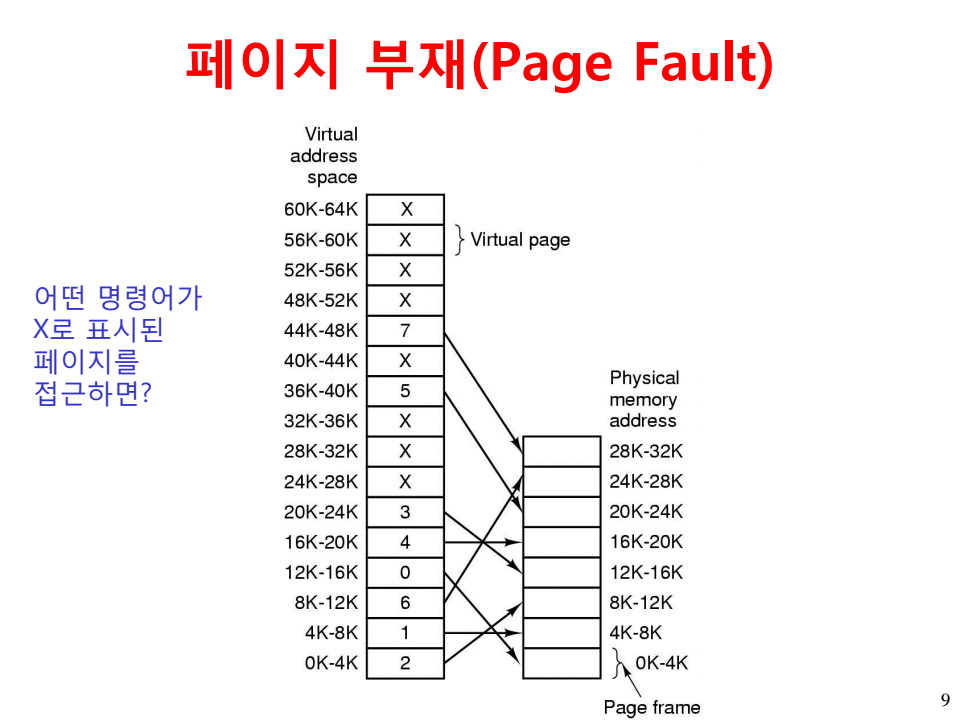 페이지 부재(Page Fault)
Virtual
address
space
60K-64K X
56K-60K X } Virtual page
52K-56K X
어떤 명령어가
X로 표시된
페이지를
접근하면?
48K-52K X
44K-48K 7
40K-44K X
36K-40K 5
32K-36K X
28K-32K X
24K-28K X
20K-24K 3
16K-20K 4
12K-16K 0
8K-12K 6
4K-8K 1
0K-4K 2
Physical
memory
address
28K-32K
24K-28K
20K-24K
16K-20K
12K-16K
8K-12K
4K-8K
} 0K-4K
Page frame
9